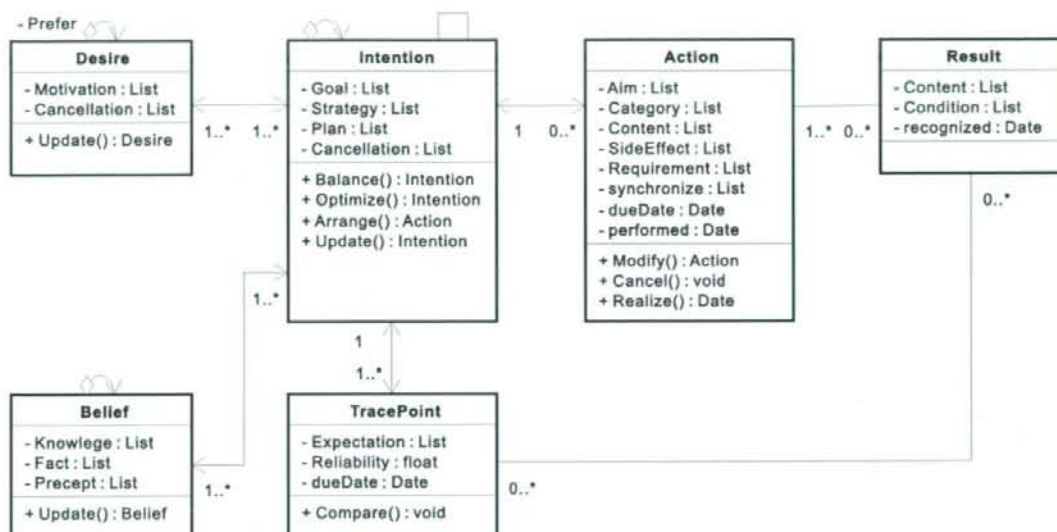 - Prefer
Desire
- Motivation : List
- Cancellation : List
+ Update() : Desire
1..*
1..*
Intention
- Goal : List
- Strategy : List
- Plan : List
- Cancellation : List
+ Balance() : Intention
+ Optimize() : Intention
+ Arrange() : Action
+ Update() : Intention
1
0..*
Action
- Aim : List
- Category : List
- Content : List
- SideEffect : List
- Requirement : List
- synchronize : List
- dueDate : Date
- performed : Date
+ Modify() : Action
+ Cancel() : void
+ Realize() : Date
1..*
0..*
Result
- Content : List
- Condition : List
- recognized : Date
0..*
1..*
1
1..*
Belief
- Knowlege : List
- Fact : List
- Precept : List
+ Update() : Belief
1..*
TracePoint
- Expectation : List
- Reliability : float
- dueDate : Date
+ Compare() : void
0..*